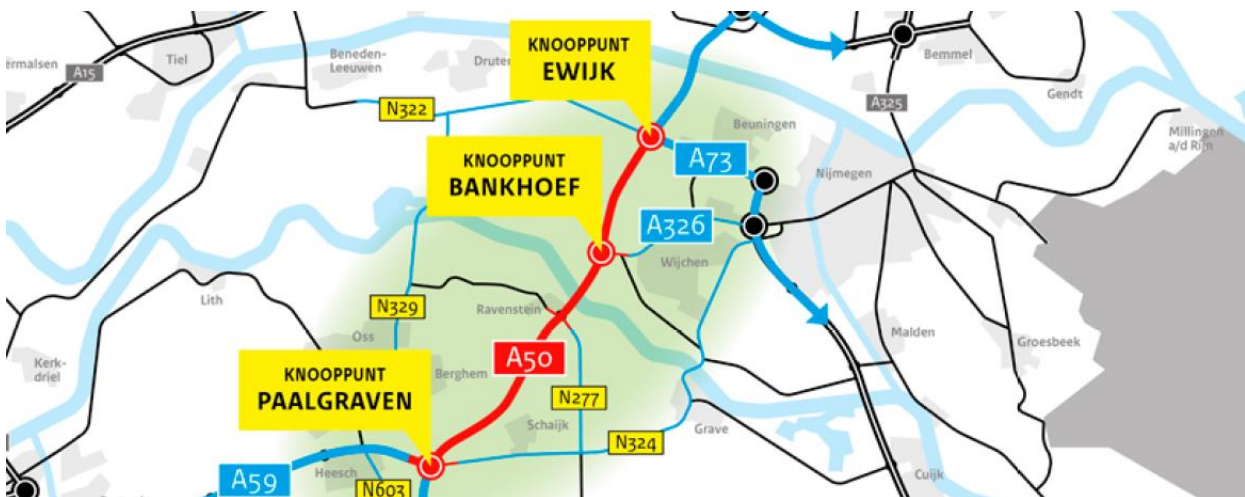 ermalsen
A15
Tiel
Beneden-
Leeuwen
Druten
KNOOPPUNT
EWIJK
Bemmel
A325
Gendt
N322
Beuningen
Millingen
a/d Rijn
KNOOPPUNT
BANKHOEF
A73
Nijmegen
A326
Wijchen
Lith
N329
Ravenstein
Oss
A50
Malden
Groesbeek
Kerk-
driel
KNOOPPUNT
PAALGRAVEN
Berghem
N277
Schaijk
N324
Grave
Heesch
A59
N603
Cuijk